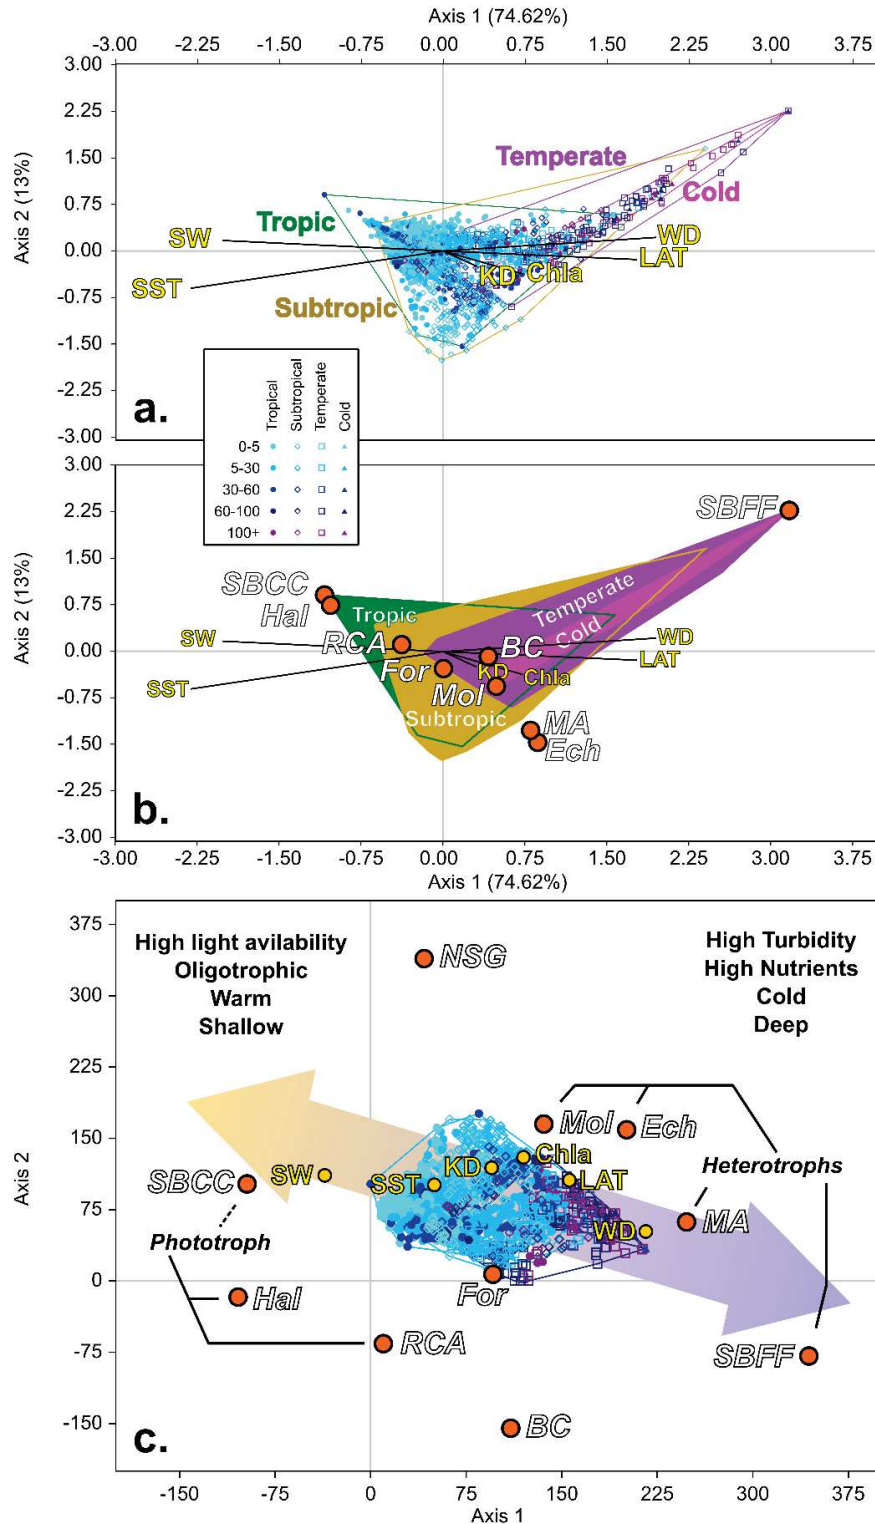 Axis 1 (74.62%)
-3.00 -2.25 -1.50 -0.75 0.00 0.75 1.50 2.25 3.00 3.75
Axis 2 (13%)
3.00
2.25
1.50
0.75
0.00
-0.75
-1.50
-2.25
-3.00
Temperate
Cold
Tropic
SW
WD
LAT
KD
Chla
SST
Subtropic
a.
Tropical
Subtropical
Temperate
Cold
0-5
5-30
30-60
60-100
100+
Axis 2 (13%)
3.00
2.25
1.50
0.75
0.00
-0.75
-1.50
-2.25
-3.00
SBFF
SBCC
Hal
Tropic
Temperate
Cold
SW
RCA
BC
WD
LAT
For
KD
Chla
SST
Mol
Subtropic
MA
Ech
b.
-3.00 -2.25 -1.50 -0.75 0.00 0.75 1.50 2.25 3.00 3.75
Axis 1 (74.62%)
Axis 2
375
300
225
150
75
0
-75
-150
High light avilability
Oligotrophic
Warm
Shallow
NSG
High Turbidity
High Nutrients
Cold
Deep
Mol
Ech
Chla
KD
Heterotrophs
SBCC
SW
SST
LAT
MA
WD
Phototroph
Hal
For
RCA
SBFF
BC
c.
-150 -75 0 75 150 225 300 375
Axis 1